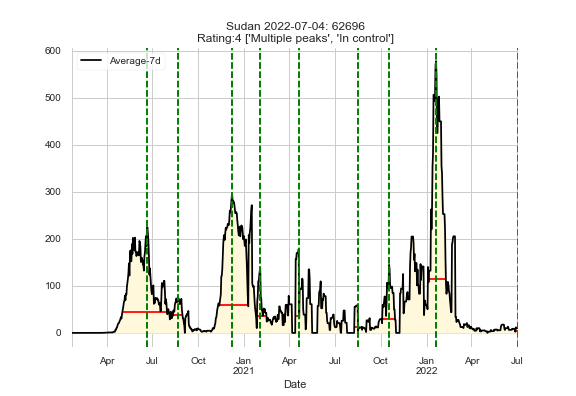 Sudan 2022-07-04: 62696
Rating:4 ['Multiple peaks', 'In control']
Average-7d
600
500
400
300
200
100
0
Apr Jul Oct Jan Apr Jul Oct Jan Apr Jul
2021 2022
Date